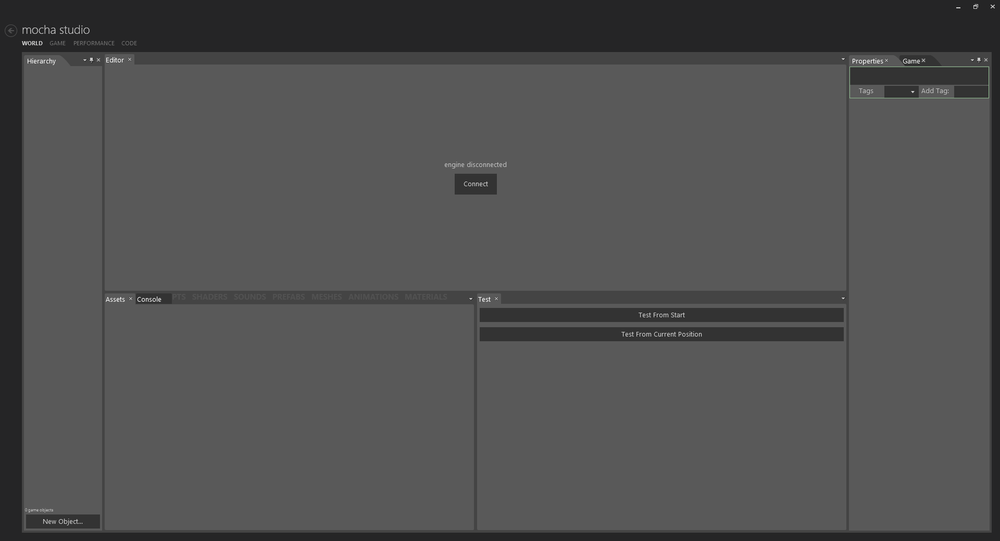 mocha studio
WORLD GAME PERFORMANCE CODE
Hierarchy
Editor
Properties
Game
Tags
Add Tag:
engine disconnected
Connect
Assets
Console
PTS SHADERS SOUNDS PREFABS MESHES ANIMATIONS MATERIALS
Test
Test From Start
Test From Current Position
0 game objects
New Object...